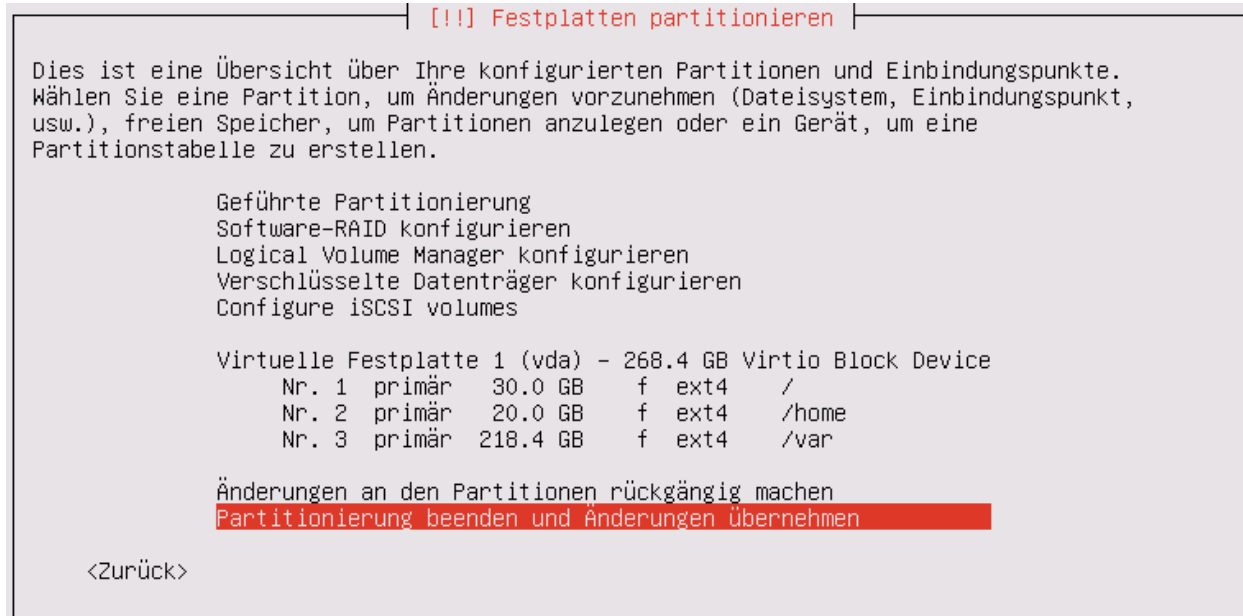 [!!] Festplatten partitionieren
Dies ist eine Übersicht über Ihre konfigurierten Partitionen und Einbindungspunkte.
Wählen Sie eine Partition, um Änderungen vorzunehmen (Dateisystem, Einbindungspunkt,
usw.), freien Speicher, um Partitionen anzulegen oder ein Gerät, um eine
Partitionstabelle zu erstellen.
Geführte Partitionierung
Software-RAID konfigurieren
Logical Volume Manager konfigurieren
Verschlüsselte Datenträger konfigurieren
Configure iSCSI volumes
Virtuelle Festplatte 1 (vda) - 268.4 GB Virtio Block Device
Nr. 1 primär 30.0 GB f ext4 /
Nr. 2 primär 20.0 GB f ext4 /home
Nr. 3 primär 218.4 GB f ext4 /var
Änderungen an den Partitionen rückgängig machen
Partitionierung beenden und Änderungen übernehmen
<Zurück>